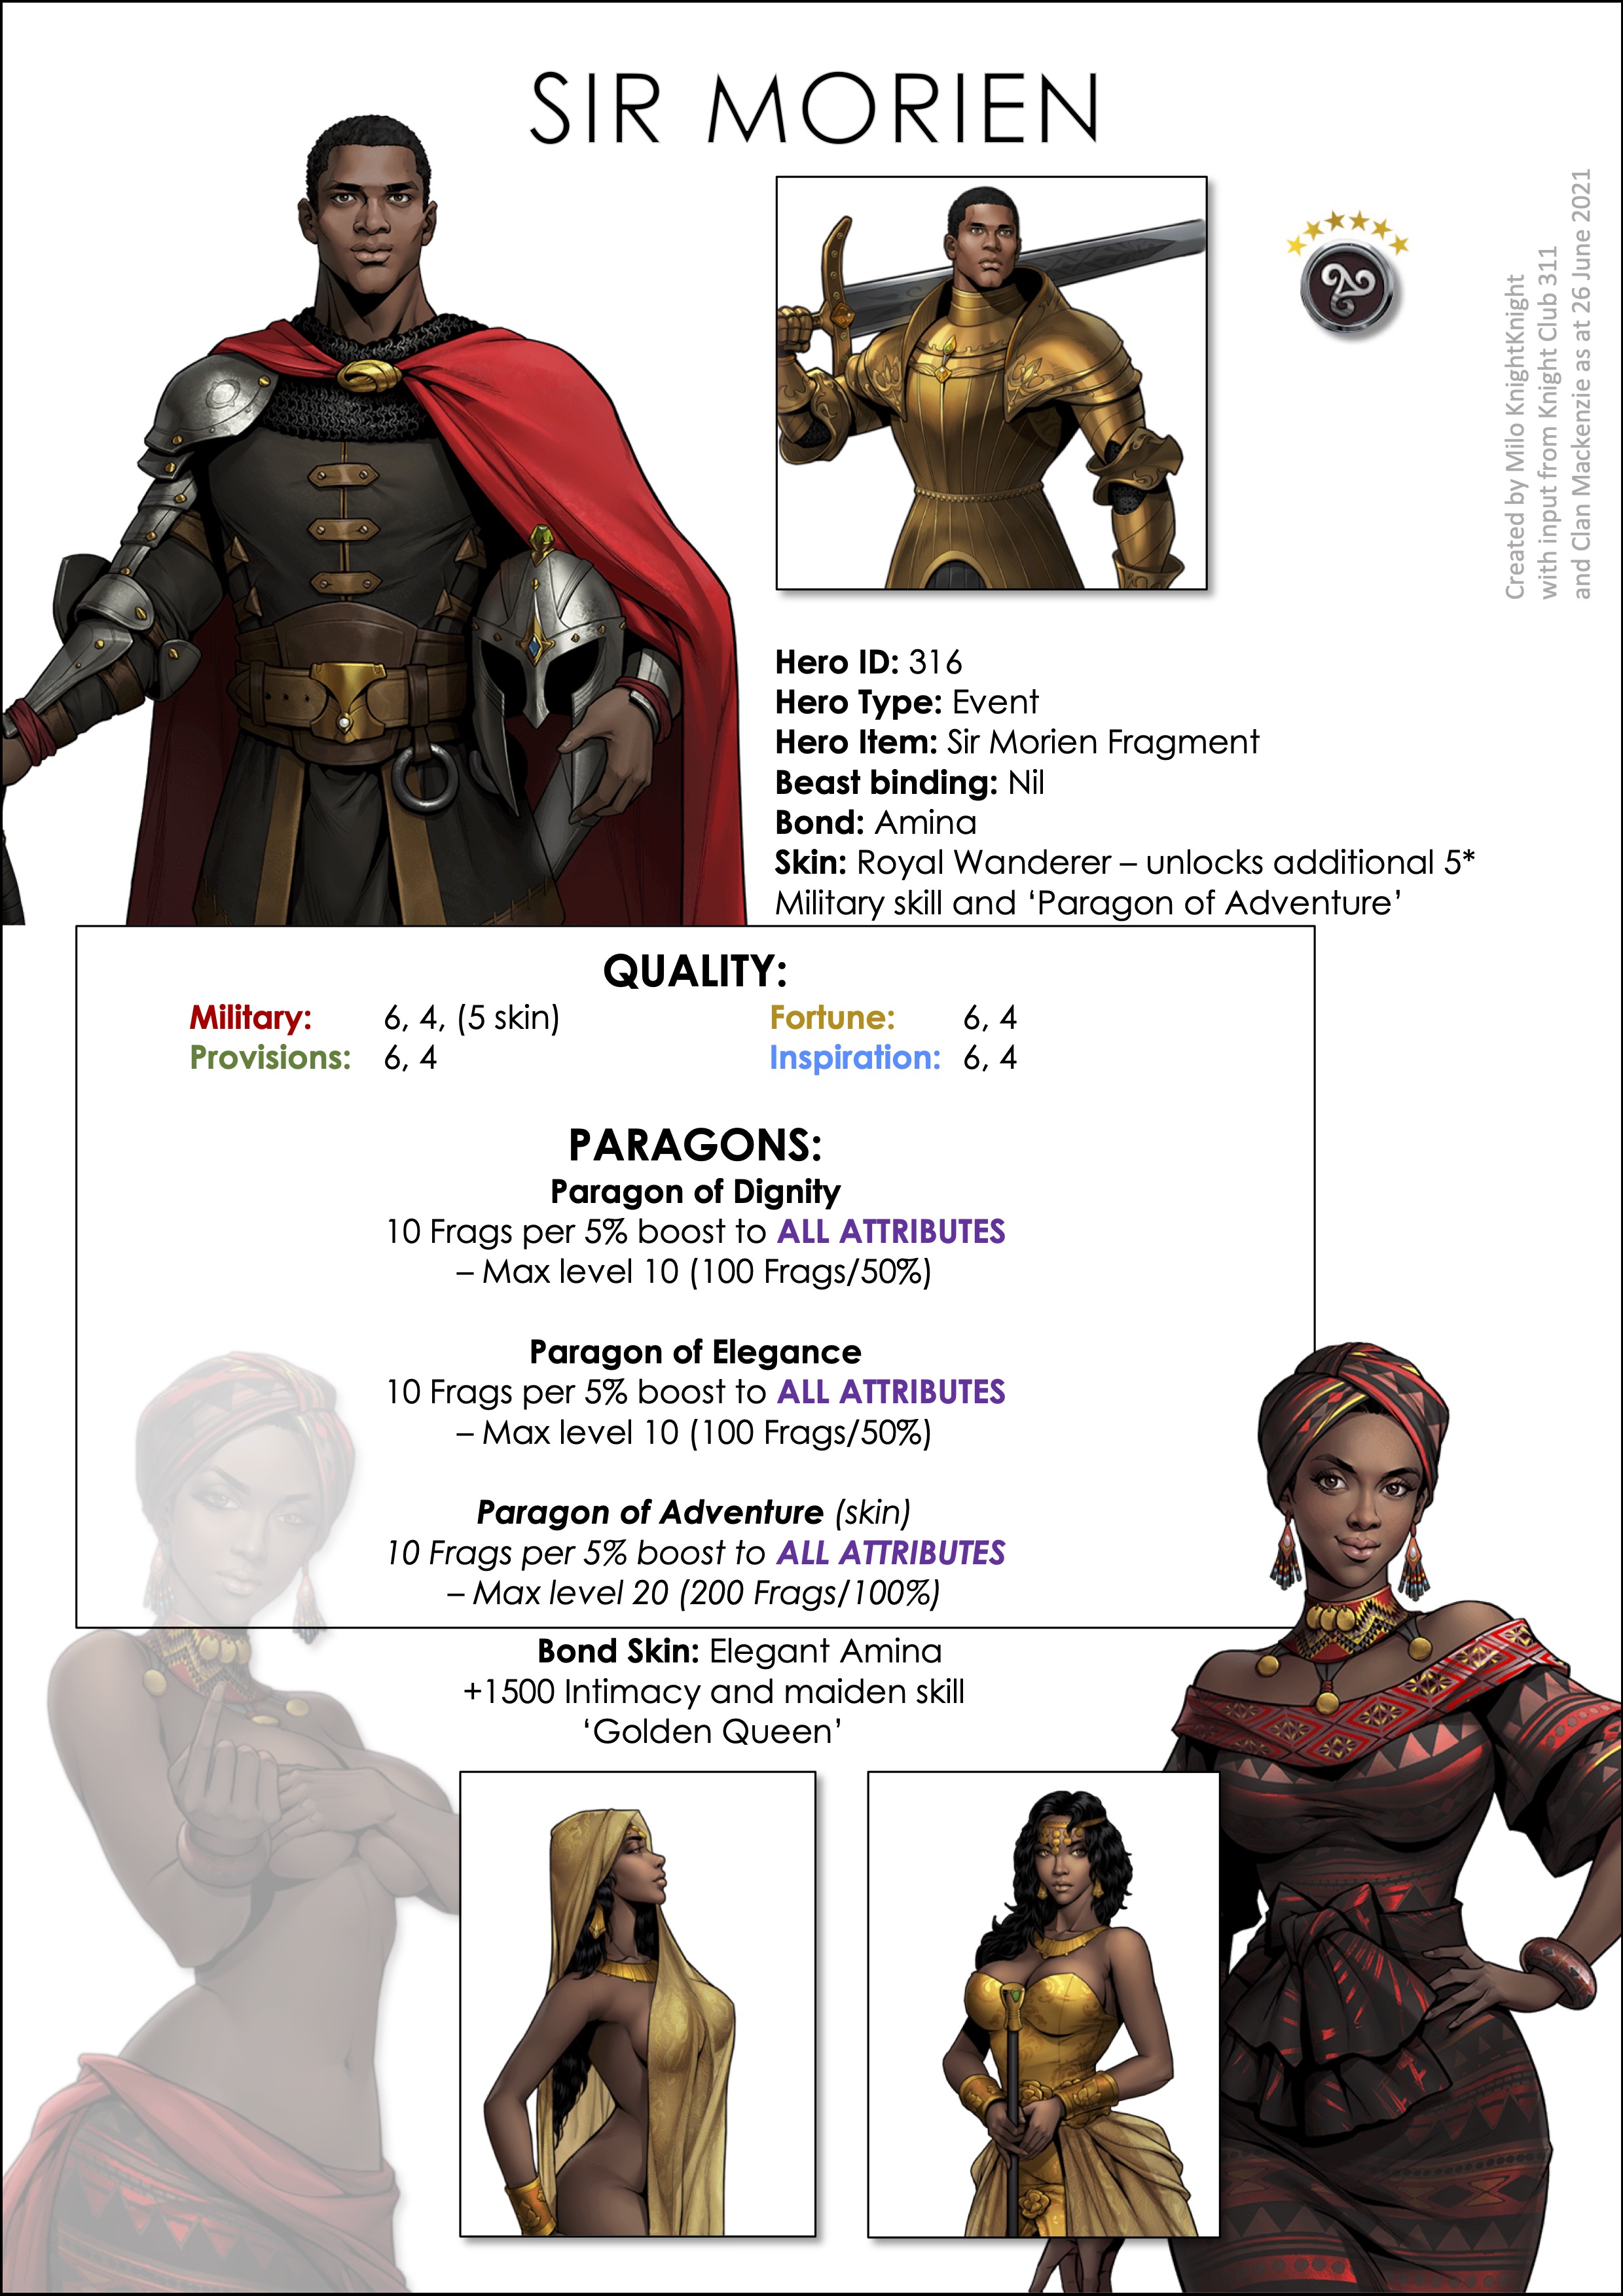 SIR MORIEN
Created by Milo KnightKnight
with input from Knight Club 311
and Clan Mackenzie as at 26 June 2021
Hero ID: 316
Hero Type: Event
Hero Item: Sir Morien Fragment
Beast binding: Nil
Bond: Amina
Skin: Royal Wanderer – unlocks additional 5*
Military skill and ‘Paragon of Adventure’
QUALITY:
Military: 6, 4, (5 skin) Fortune: 6, 4
Provisions: 6, 4 Inspiration: 6, 4
PARAGONS:
Paragon of Dignity
10 Frags per 5% boost to ALL ATTRIBUTES
– Max level 10 (100 Frags/50%)
Paragon of Elegance
10 Frags per 5% boost to ALL ATTRIBUTES
– Max level 10 (100 Frags/50%)
Paragon of Adventure (skin)
10 Frags per 5% boost to ALL ATTRIBUTES
– Max level 20 (200 Frags/100%)
Bond Skin: Elegant Amina
+1500 Intimacy and maiden skill
‘Golden Queen’